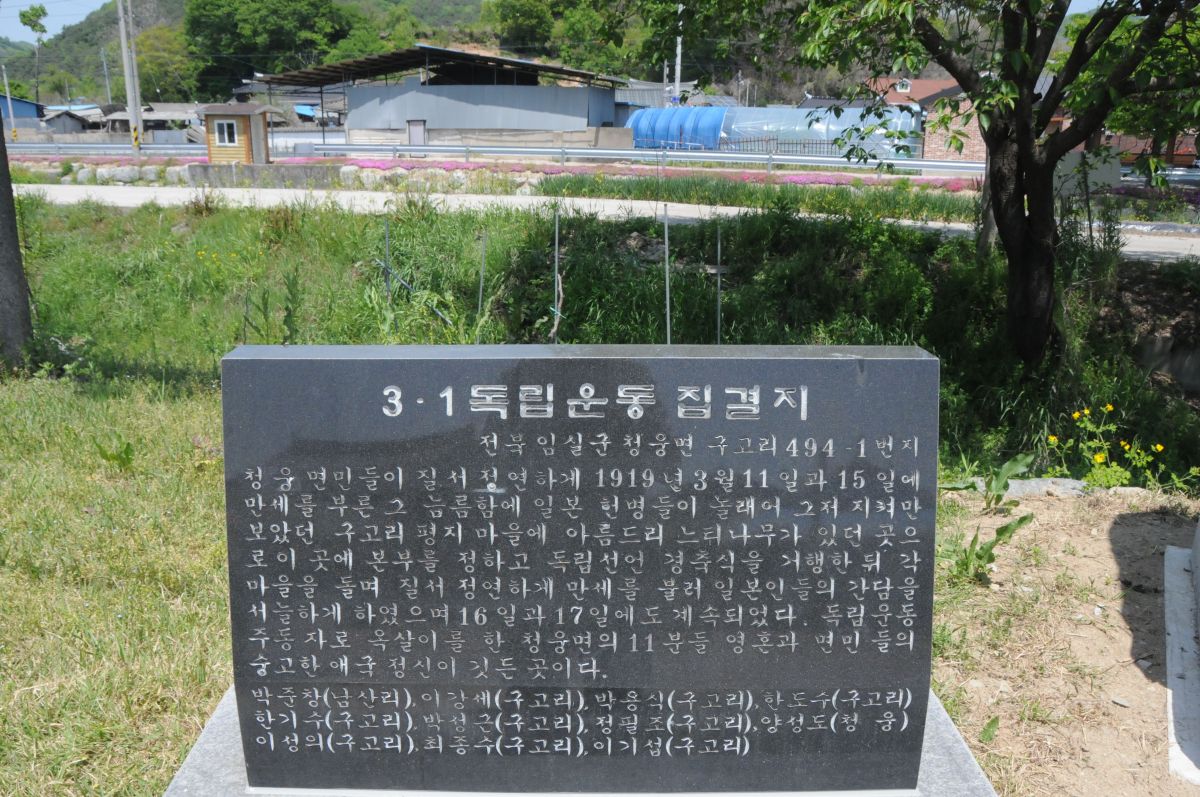 3·1독립운동 집결지
전북임실군청웅면 구고리494-1번지
청웅면민들이 질서정연하게 1919년3월11일과 15일에
만세를 부른 그 늠름함에 일본 헌병들이 놀래어 그저 지켜만
보았던 구고리 평지 마을에 아름드리 느티나무가 있던 곳으
로이 곳에 본부를 정하고 독립선언 경축식을 거행한 뒤 각
마을을 돌며 질서 정연하게 만세를 불러 일본인들의 간담을
서늘하게 하였으며16일과 17일에도 계속되었다. 독립운동
주동자로 옥살이를 한 청웅면의11분들 영혼과 면민들의
숭고한애국정신이 깃든 곳이다.
박준창(남산리),이강세(구고리),박용식(구고리),한도수(구고리)
한기수(구고리),박성근(구고리),정필조(구고리),양성도(청웅)
이성의(구고리),최종수(구고리),이기섭(구고리)